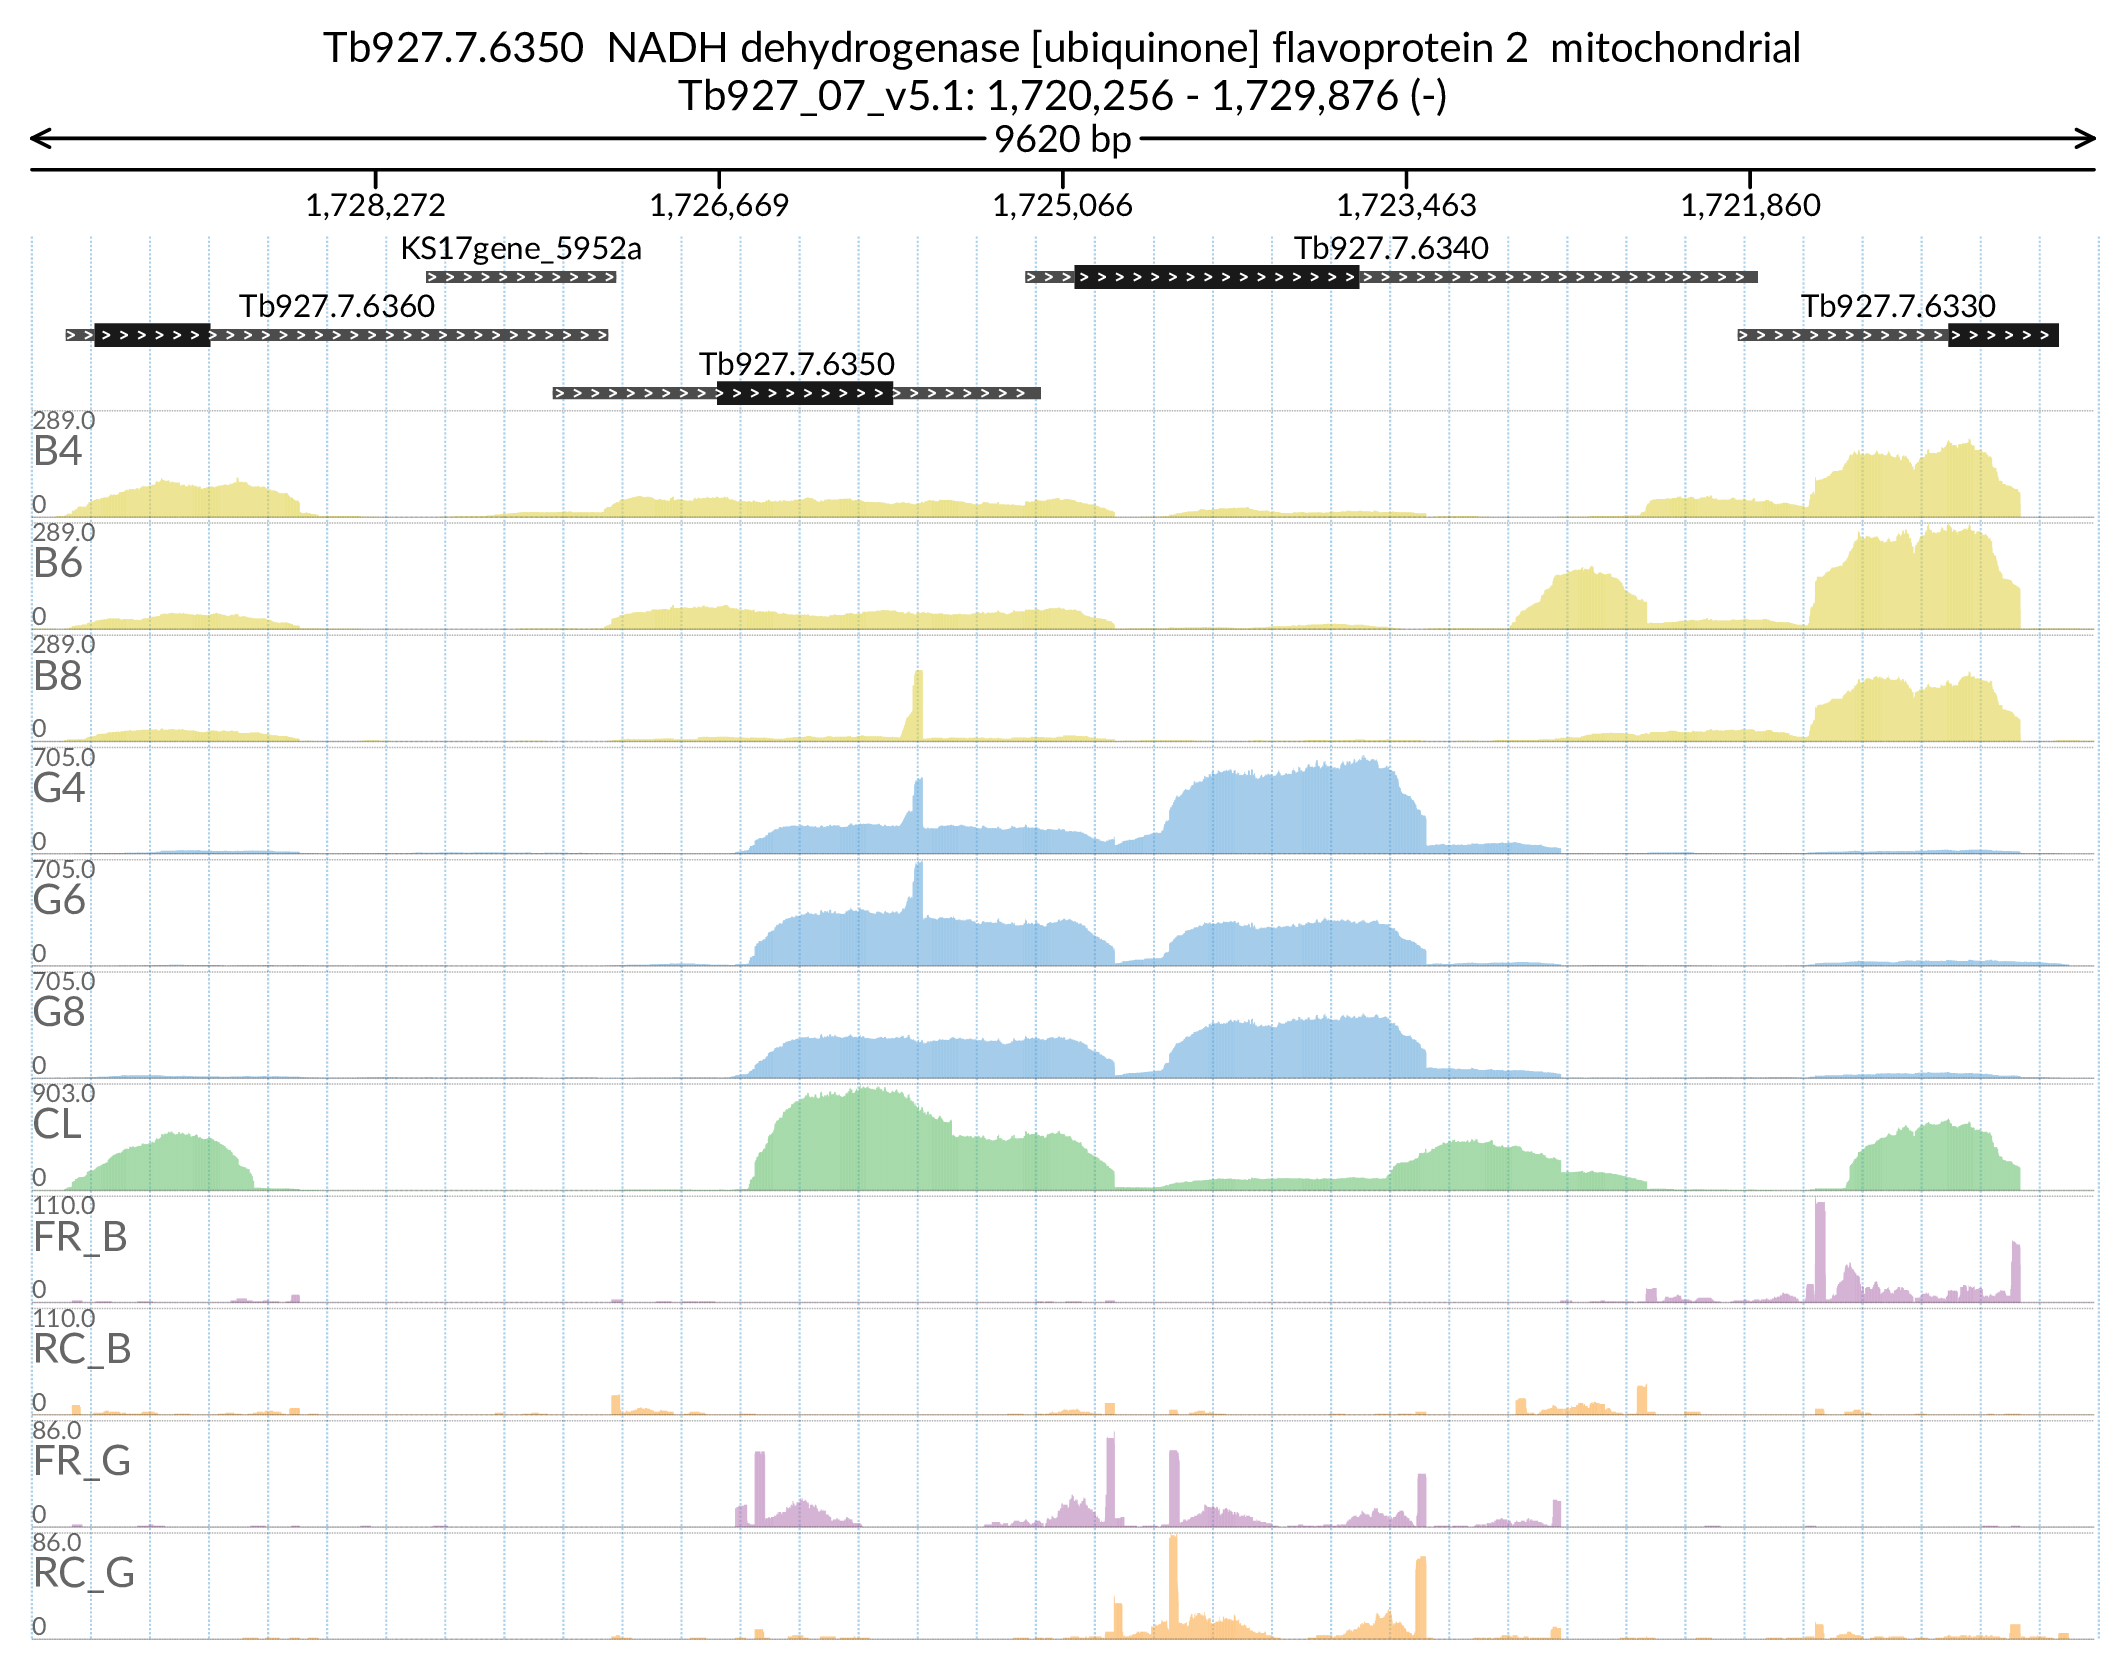 Tb927.7.6350  NADH dehydrogenase [ubiquinone] flavoprotein 2  mitochondrial
Tb927_07_v5.1: 1,720,256 - 1,729,876 (-)
9620 bp
1,728,272 1,726,669 1,725,066 1,723,463 1,721,860
KS17gene_5952a Tb927.7.6340
Tb927.7.6360 Tb927.7.6330
Tb927.7.6350
289.0
B4
0
289.0
B6
0
289.0
B8
0
705.0
G4
0
705.0
G6
0
705.0
G8
0
903.0
CL
0
110.0
FR_B
0
110.0
RC_B
0
86.0
FR_G
0
86.0
RC_G
0